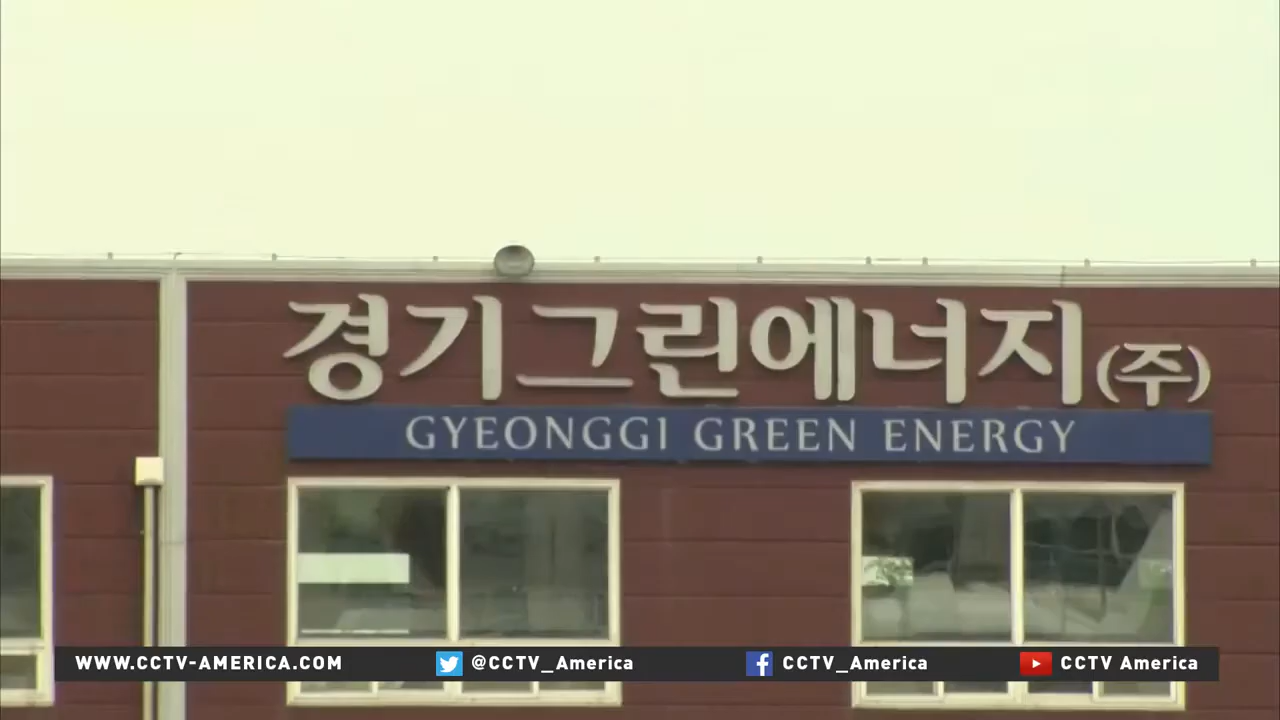 경기그린에너지(주)
GYEONGGI GREEN ENERGY
WWW.CCTV-AMERICA.COM @CCTV_America CCTV_America CCTV America